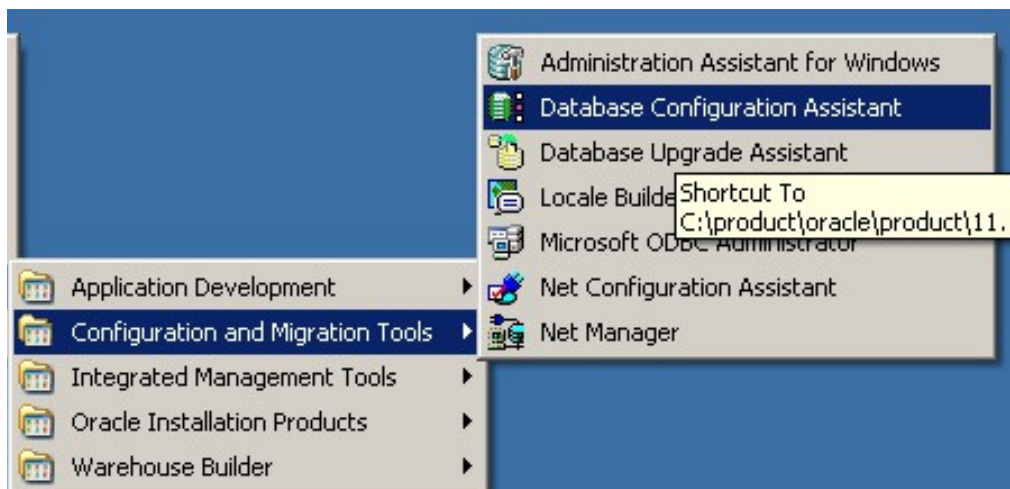 Administration Assistant for Windows
Database Configuration Assistant
Database Upgrade Assistant
Locale Builde
Shortcut To
C:\product\oracle\product\11.
Microsoft ODBC Administrator
Application Development
Net Configuration Assistant
Configuration and Migration Tools
Net Manager
Integrated Management Tools
Oracle Installation Products
Warehouse Builder